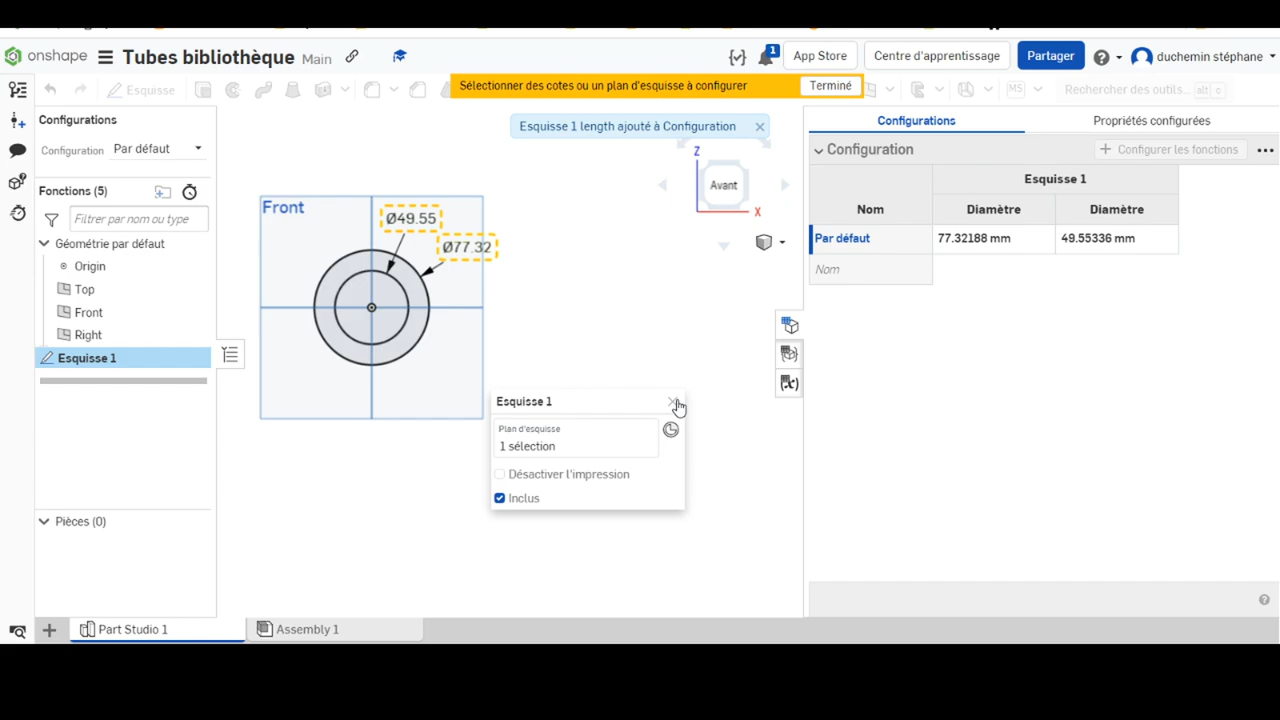 onshape Tubes bibliothèque Main 1 App Store Centre d'apprentissage Partager duchemin stéphane
Esquisse Sélectionner des cotes ou un plan d'esquisse à configurer Terminé MS Rechercher des outils... alt c
Configurations
Configuration Par défaut
Fonctions (5)
Filtrer par nom ou type
Géométrie par défaut
Origin
Top
Front
Right
Esquisse 1
Pièces (0)
Esquisse 1 length ajouté à Configuration
Z
Avant
X
Front
Ø49.55
Ø77.32
Esquisse 1
Plan d'esquisse
1 sélection
Désactiver l'impression
Inclus
Configurations Propriétés configurées
Configuration Configurer les fonctions
Esquisse 1
Nom Diamètre Diamètre
Par défaut 77.32188 mm 49.55336 mm
Nom
(x)
Part Studio 1 Assembly 1